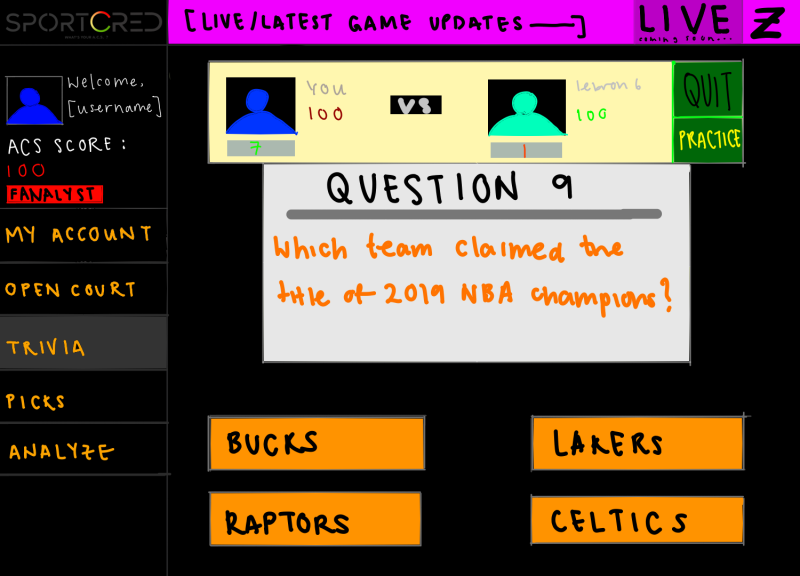 SPORTCRED
[LIVE/LATEST GAME UPDATES——]
LIVE
coming soon...
Z
Welcome,
[username]
ACS SCORE:
100
FANALYST
MY ACCOUNT
OPEN COURT
TRIVIA
PICKS
ANALYZE
YOU
100
7
VS
lebron 6
100
1
QUIT
PRACTICE
QUESTION 9
Which team claimed the
title of 2019 NBA champions?
BUCKS
LAKERS
RAPTORS
CELTICS